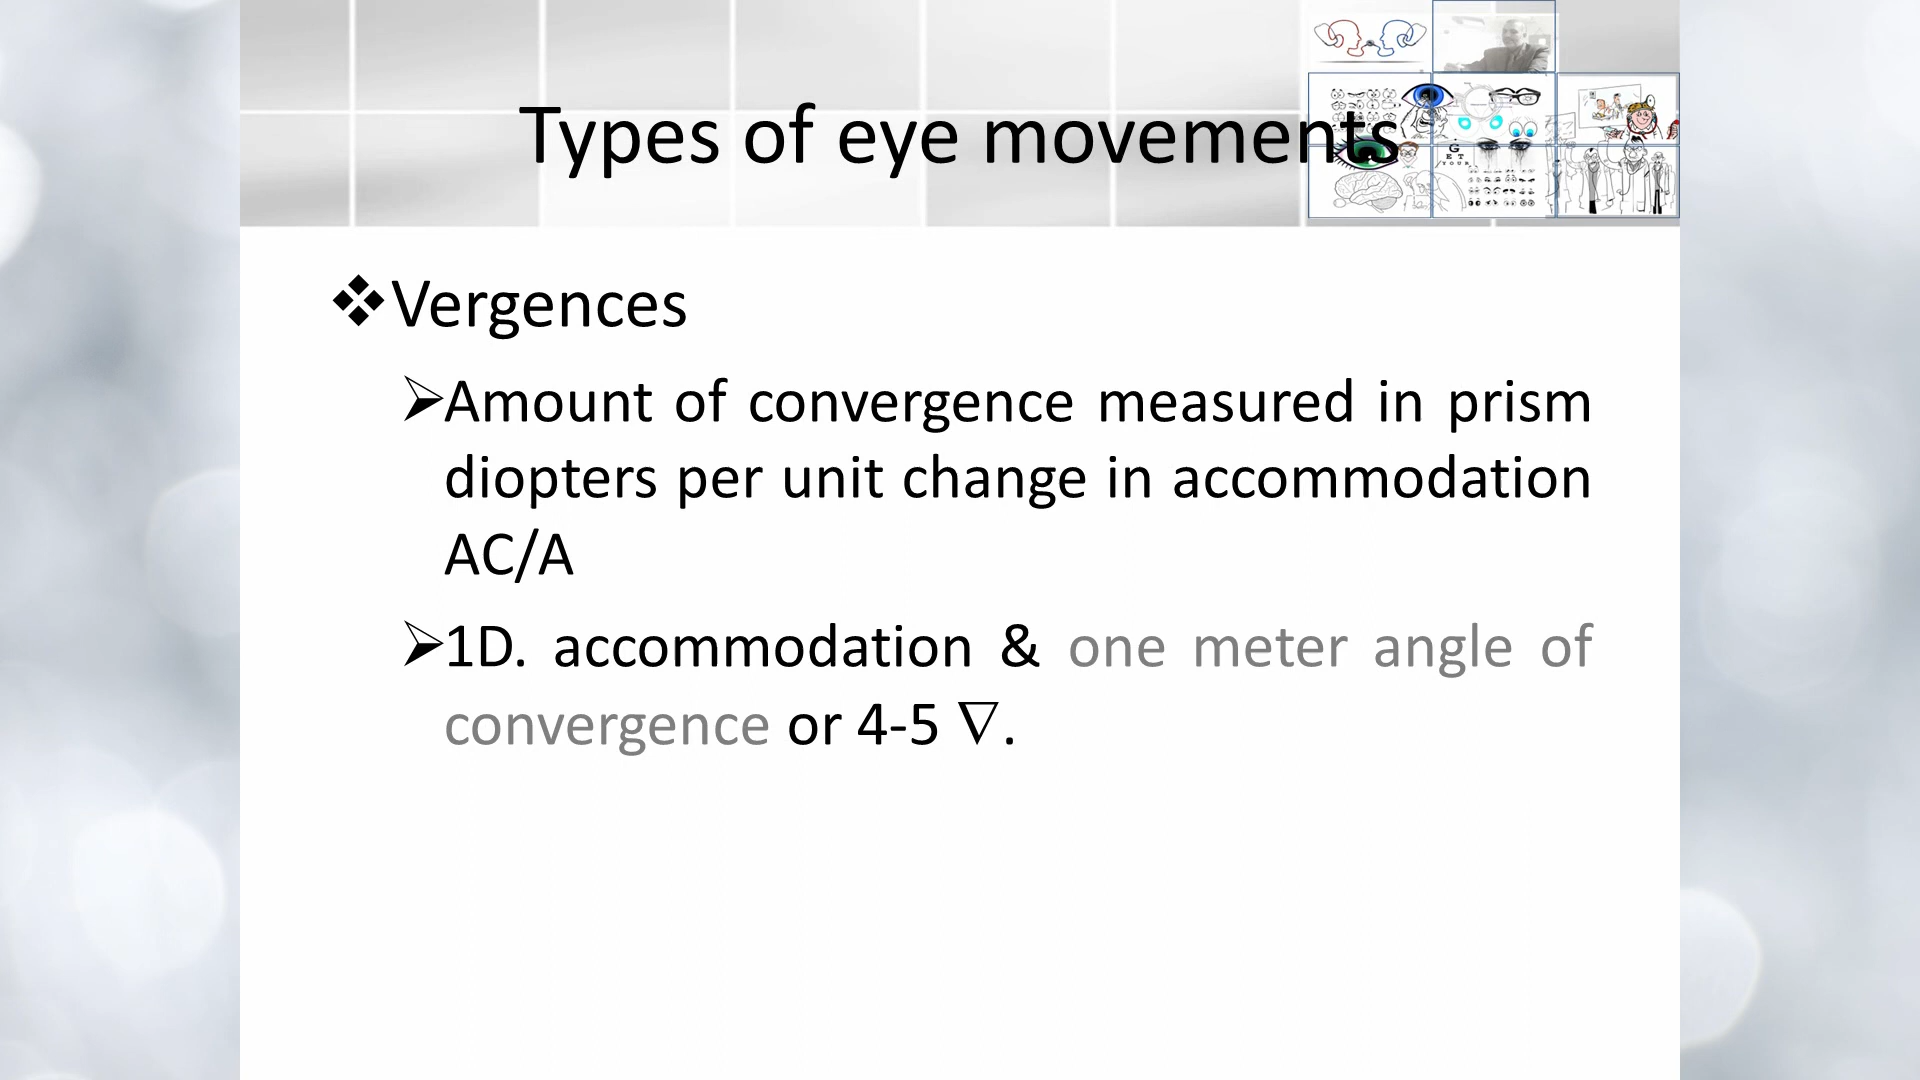 Types of eye movements
❖Vergences
➢Amount of convergence measured in prism
diopters per unit change in accommodation
AC/A
➢1D. accommodation & one meter angle of
convergence or 4-5 ∇.
G
E T
Y O U R